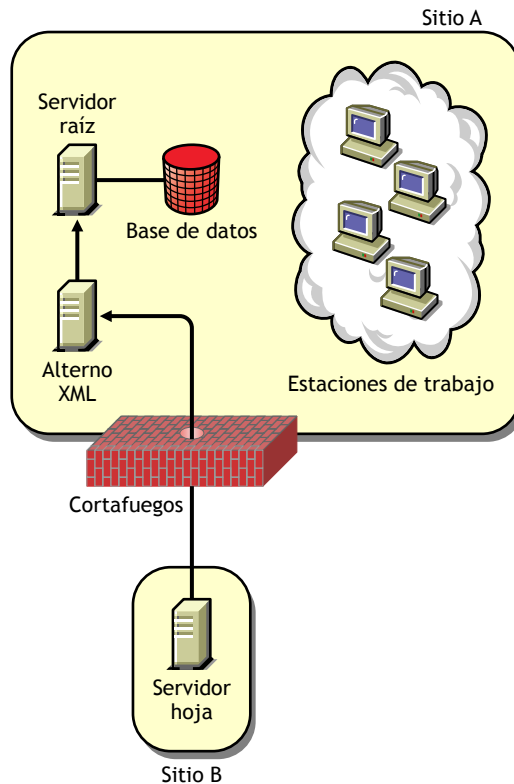 Sitio A
Servidor
raíz
Base de datos
Alterno
XML
Estaciones de trabajo
Cortafuegos
Servidor
hoja
Sitio B